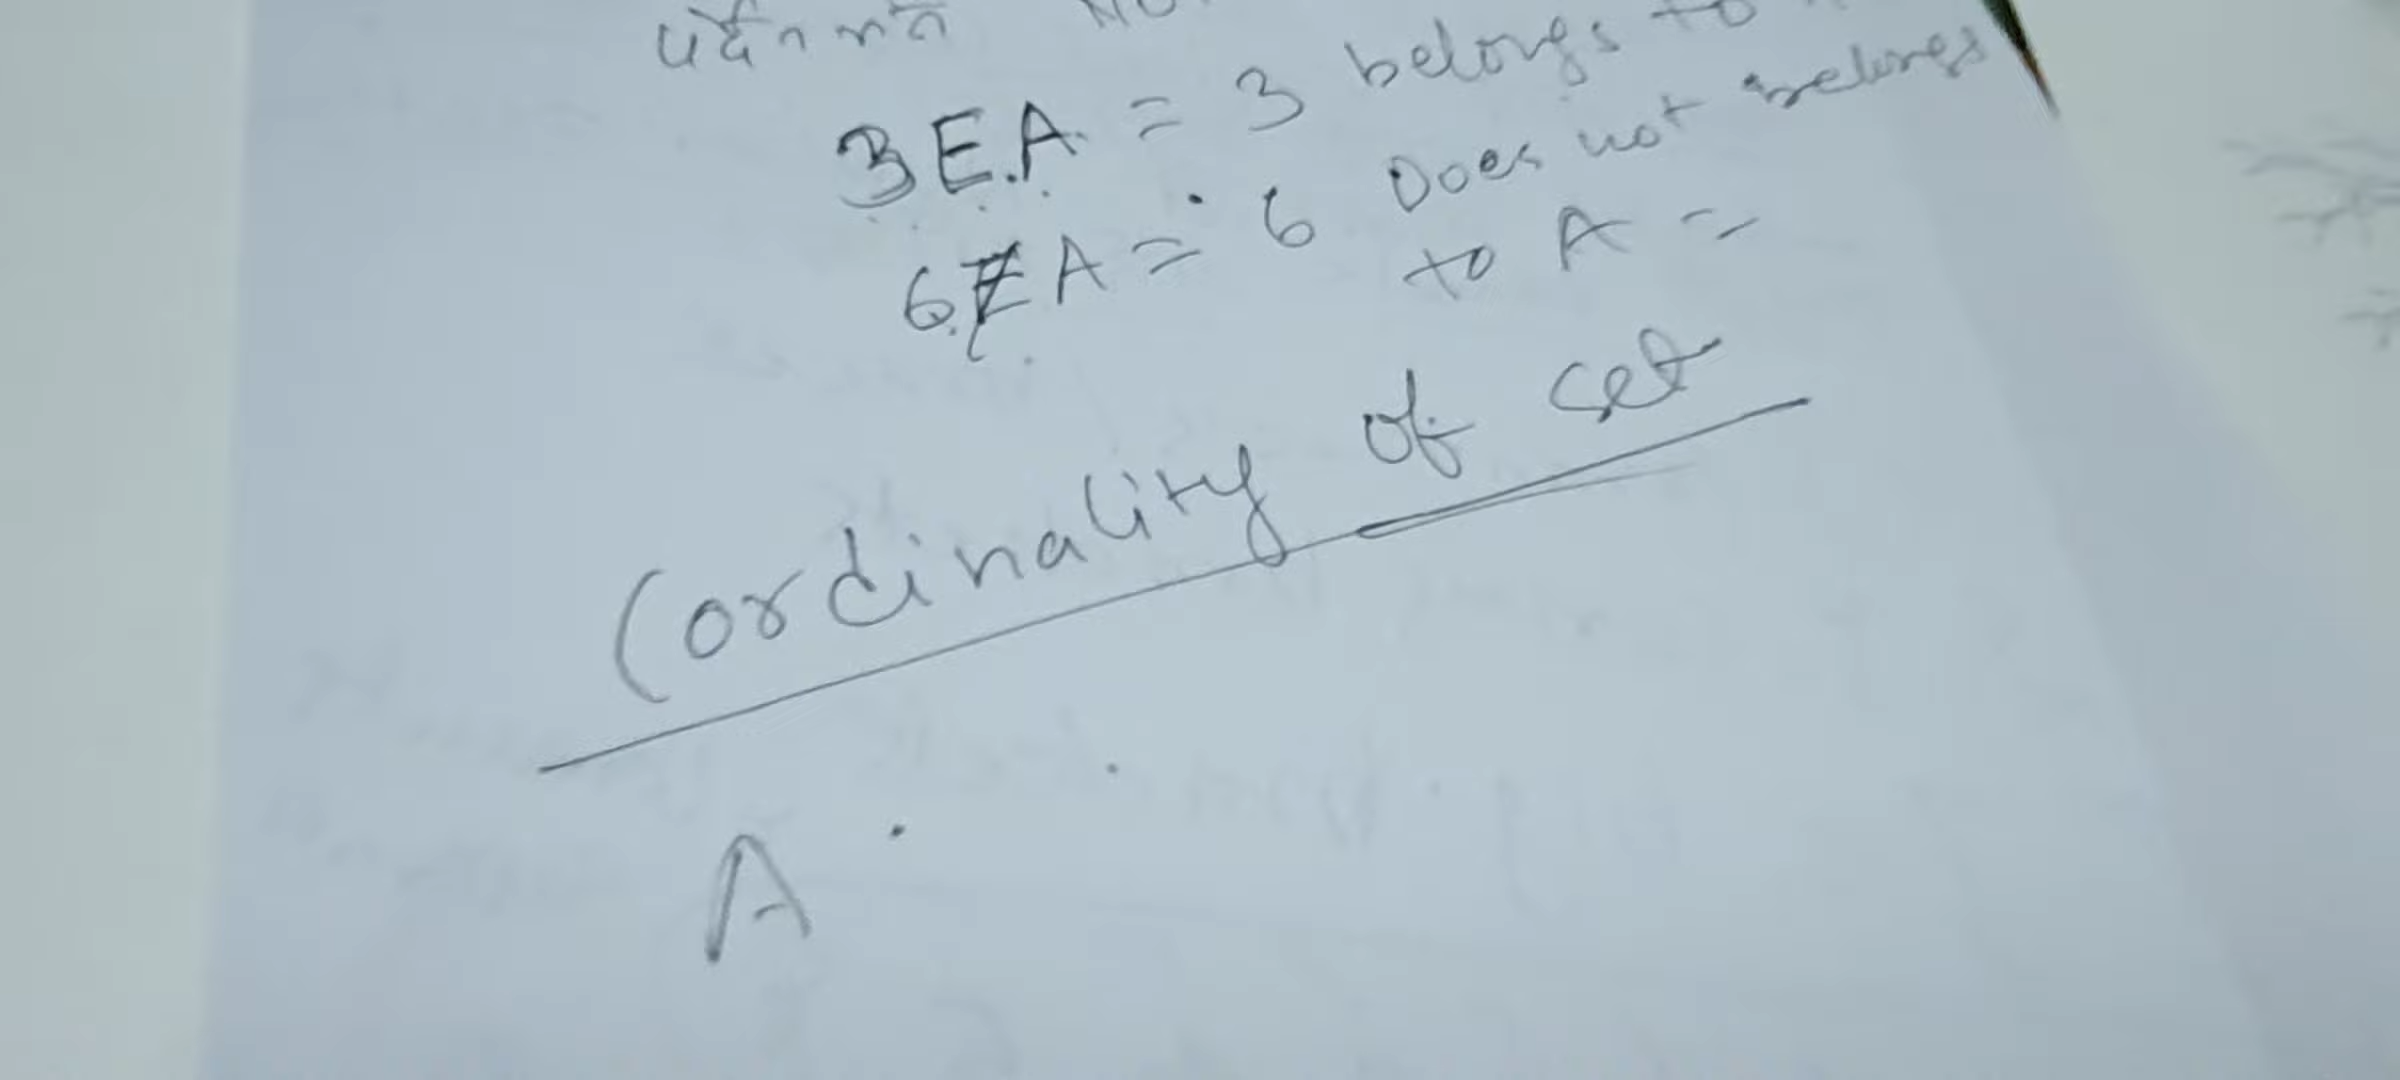 3 ∈ A = 3 belongs to
6 ∉ A = 6 Does not belongs
to A =
Cordinality of set
A